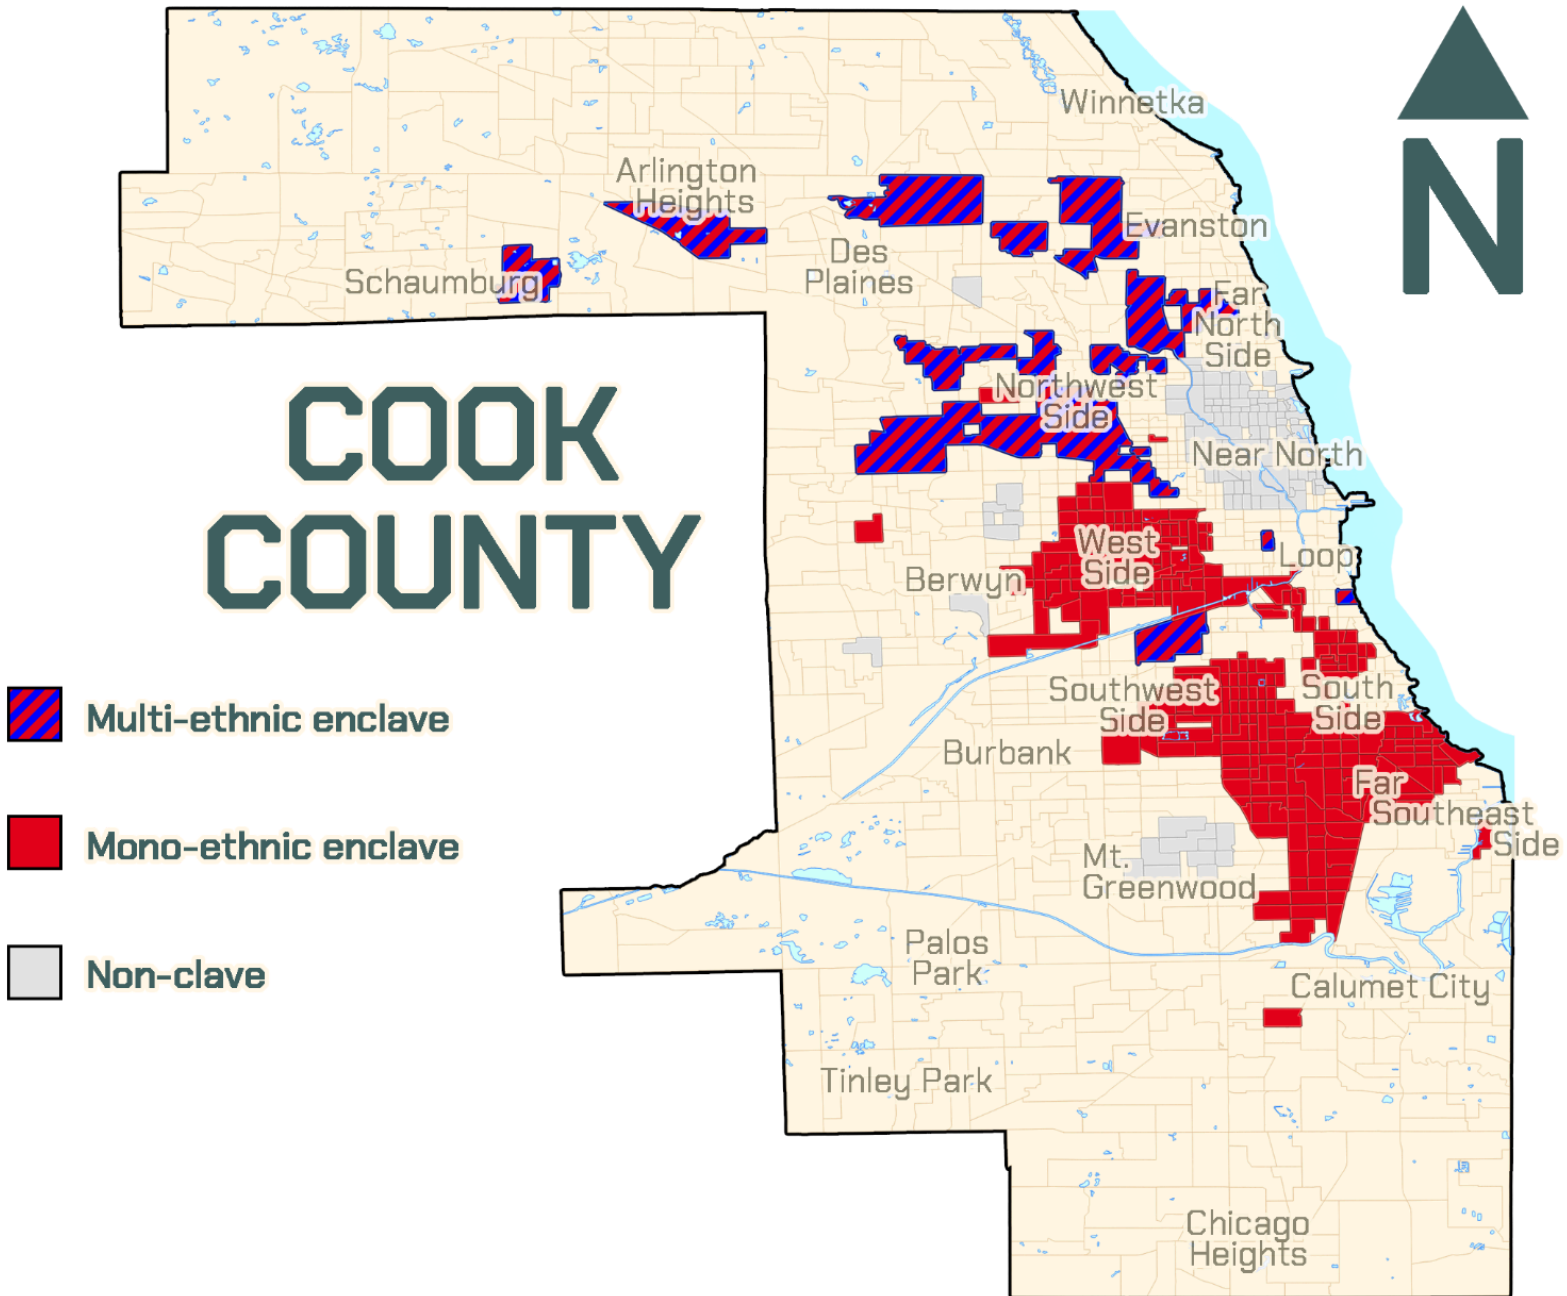 Winnetka
N
Arlington
Heights
Evanston
Des
Plaines
Schaumburg
Far
North
Side
COOK
COUNTY
Northwest
Side
Near North
West
Side
Loop
Berwyn
Southwest
Side
South
Side
Multi-ethnic enclave
Burbank
Far
Southeast
Side
Mono-ethnic enclave
Mt.
Greenwood
Palos
Park
Non-clave
Calumet City
Tinley Park
Chicago
Heights